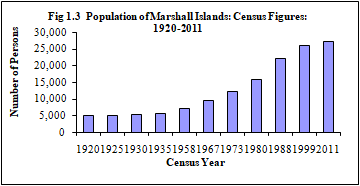 Fig 1.3 Population of Marshall Islands: Census Figures:
1920-2011
Number of Persons
30,000
25,000
20,000
15,000
10,000
5,000
0
1920 1925 1930 1935 1958 1967 1973 1980 1988 1999 2011
Census Year